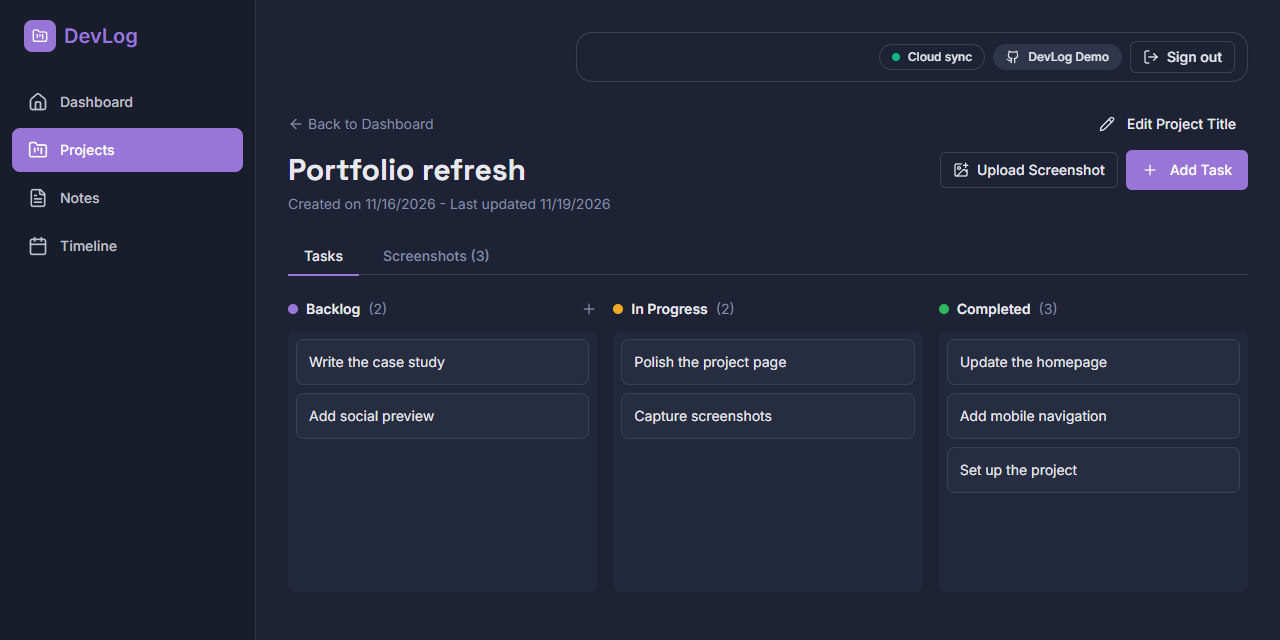 DevLog
Dashboard
Projects
Notes
Timeline
Cloud sync
DevLog Demo
Sign out
Back to Dashboard
Edit Project Title
Portfolio refresh
Upload Screenshot
Add Task
Created on 11/16/2026 - Last updated 11/19/2026
Tasks
Screenshots (3)
Backlog (2)
Write the case study
Add social preview
In Progress (2)
Polish the project page
Capture screenshots
Completed (3)
Update the homepage
Add mobile navigation
Set up the project